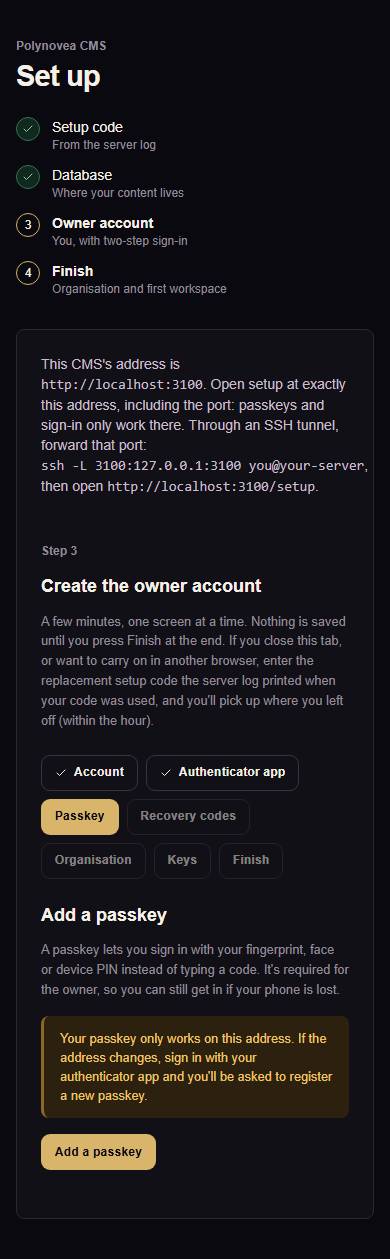 Polynovea CMS
Set up
Setup code
From the server log
Database
Where your content lives
3
Owner account
You, with two-step sign-in
4
Finish
Organisation and first workspace
This CMS's address is
http://localhost:3100. Open setup at exactly
this address, including the port: passkeys and
sign-in only work there. Through an SSH tunnel,
forward that port:
ssh -L 3100:127.0.0.1:3100 you@your-server,
then open http://localhost:3100/setup.
Step 3
Create the owner account
A few minutes, one screen at a time. Nothing is saved
until you press Finish at the end. If you close this tab,
or want to carry on in another browser, enter the
replacement setup code the server log printed when
your code was used, and you'll pick up where you left
off (within the hour).
Account Authenticator app
Passkey Recovery codes
Organisation Keys Finish
Add a passkey
A passkey lets you sign in with your fingerprint, face
or device PIN instead of typing a code. It's required for
the owner, so you can still get in if your phone is lost.
Your passkey only works on this address. If the
address changes, sign in with your
authenticator app and you'll be asked to register
a new passkey.
Add a passkey